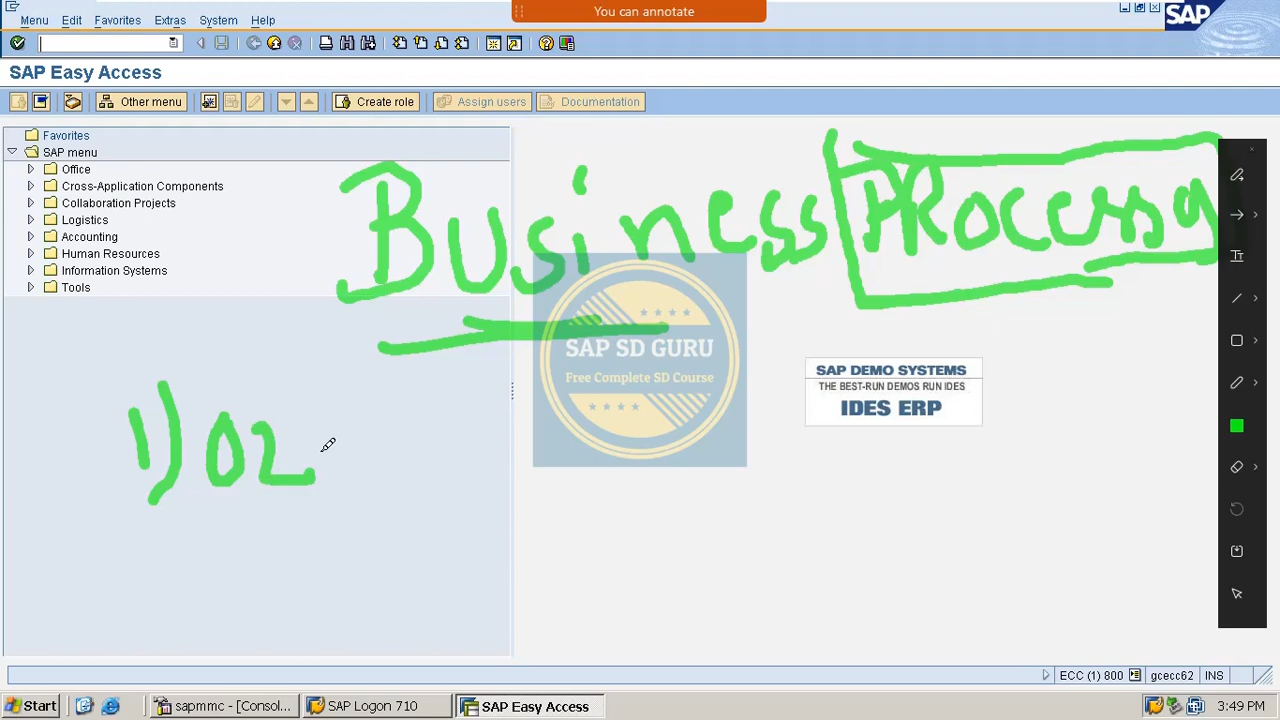 You can annotate
Menu Edit Favorites Extras System Help
SAP
SAP Easy Access
Other menu Create role Assign users Documentation
Favorites
SAP menu
Office
Cross-Application Components
Collaboration Projects
Logistics
Accounting
Human Resources
Information Systems
Tools
Business PRocess
SAP SD GURU
Free Complete SD Course
SAP DEMO SYSTEMS
THE BEST-RUN DEMOS RUN IDES
IDES ERP
1) 02
ECC (1) 800 gcecc62 INS
Start sapmmc - [Consol... SAP Logon 710 SAP Easy Access 3:49 PM